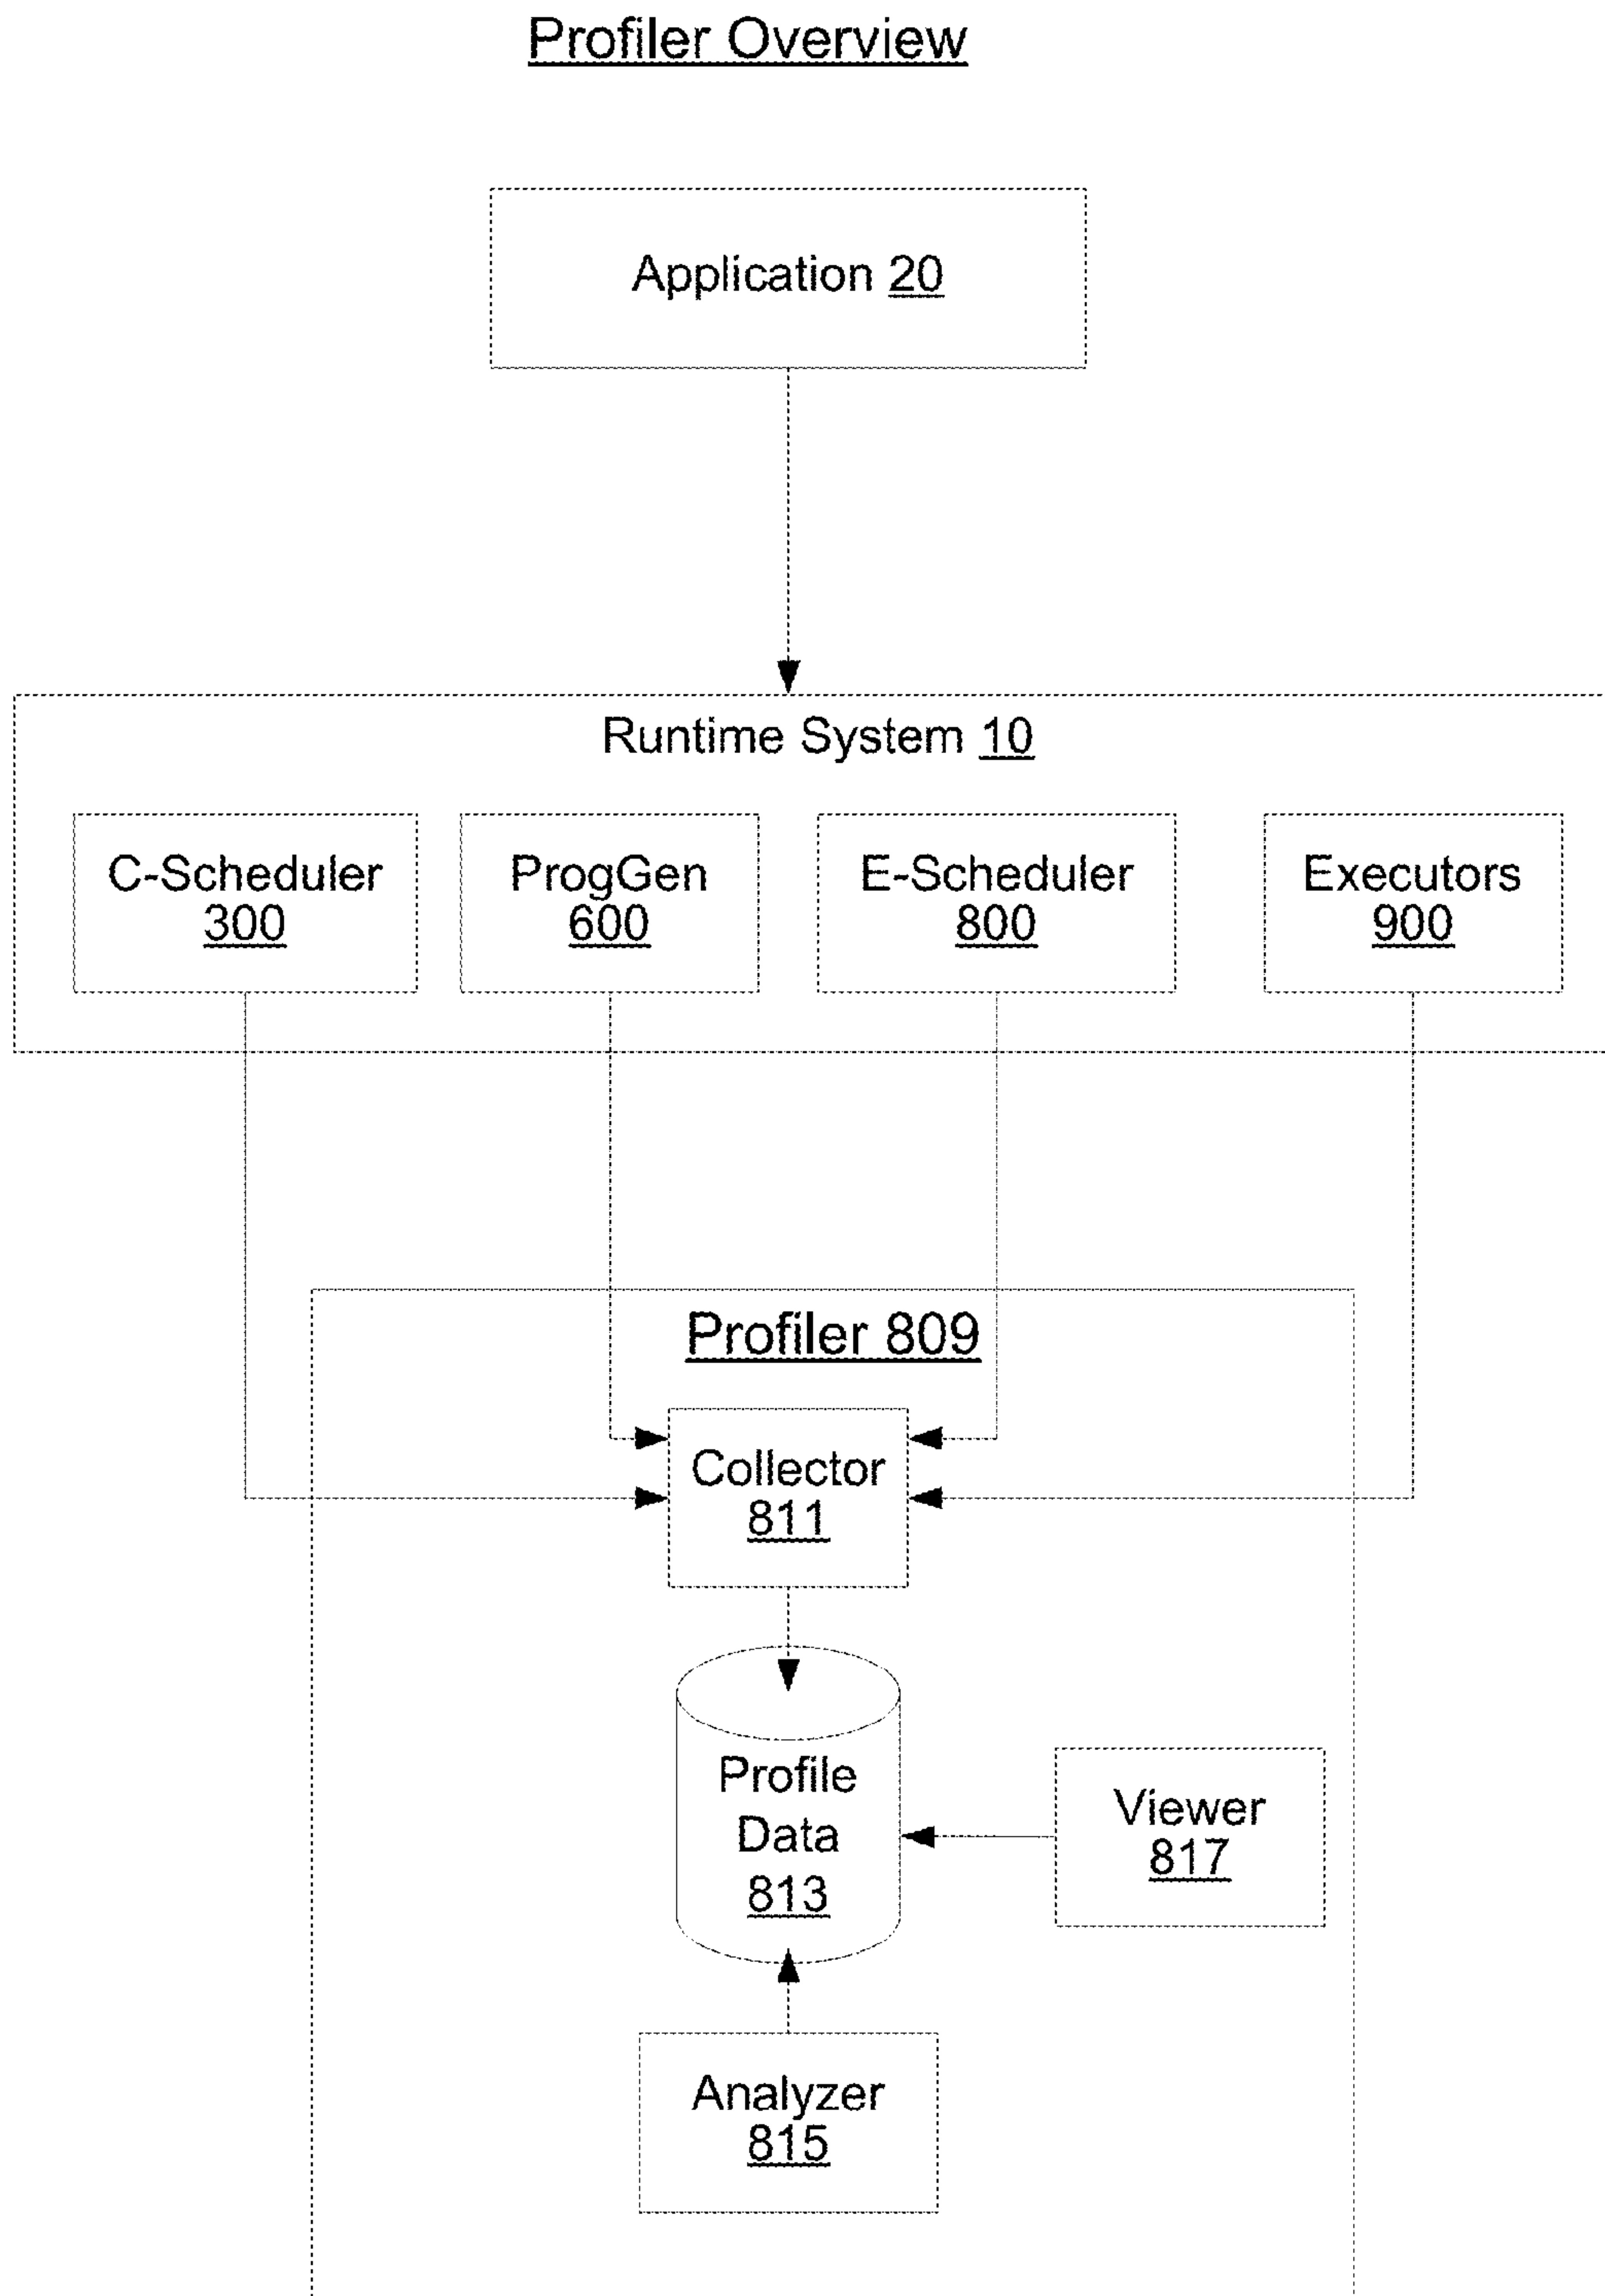 Profiler Overview
Application 20
Runtime System 10
C-Scheduler
300
ProgGen
600
E-Scheduler
800
Executors
900
Profiler 809
Collector
811
Profile
Data
813
Viewer
817
Analyzer
815